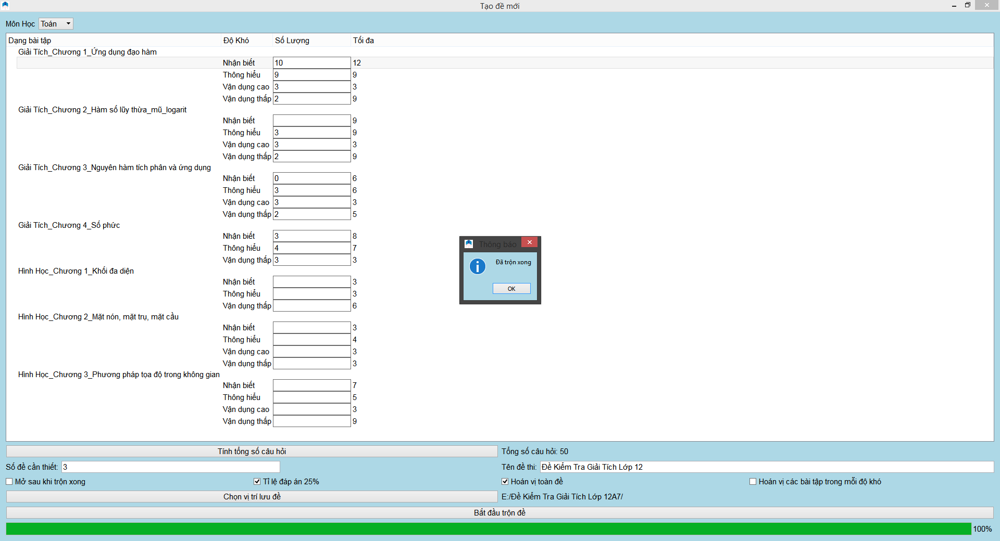 Tạo đề mới
Môn Học Toán
Dạng bài tập Độ Khó Số Lượng Tối đa
Giải Tích_Chương 1_Ứng dụng đạo hàm
Nhận biết 10 12
Thông hiểu 9 9
Vận dụng cao 3 3
Vận dụng thấp 2 9
Giải Tích_Chương 2_Hàm số lũy thừa_mũ_logarit
Nhận biết 9
Thông hiểu 3 9
Vận dụng cao 3 3
Vận dụng thấp 2 9
Giải Tích_Chương 3_Nguyên hàm tích phân và ứng dụng
Nhận biết 0 6
Thông hiểu 3 6
Vận dụng cao 3 3
Vận dụng thấp 2 5
Giải Tích_Chương 4_Số phức
Nhận biết 3 8
Thông hiểu 4 7
Vận dụng thấp 3 3
Hình Học_Chương 1_Khối đa diện
Nhận biết 3
Thông hiểu 3
Vận dụng thấp 6
Hình Học_Chương 2_Mặt nón, mặt trụ, mặt cầu
Nhận biết 3
Thông hiểu 4
Vận dụng cao 3
Vận dụng thấp 3
Hình Học_Chương 3_Phương pháp tọa độ trong không gian
Nhận biết 7
Thông hiểu 5
Vận dụng cao 3
Vận dụng thấp 9
Thông báo
Đã trộn xong
OK
Tính tổng số câu hỏi Tổng số câu hỏi: 50
Số đề cần thiết: 3 Tên đề thi: Đề Kiểm Tra Giải Tích Lớp 12
Mở sau khi trộn xong Tỉ lệ đáp án 25% Hoán vị toàn đề Hoán vị các bài tập trong mỗi độ khó
Chọn vị trí lưu đề E:/Đề Kiểm Tra Giải Tích Lớp 12A7/
Bắt đầu trộn đề
100%